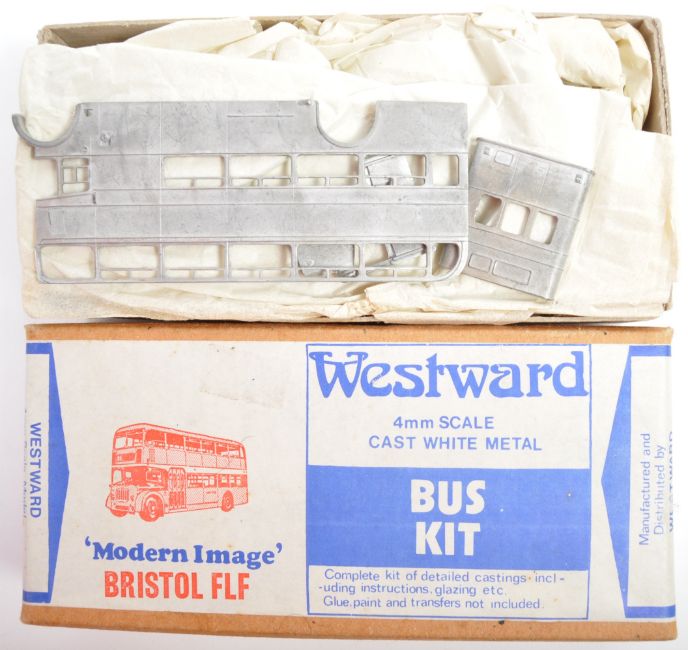 WESTWARD
'Modern Image'
BRISTOL FLF
Westward
4mm SCALE
CAST WHITE METAL
BUS
KIT
Complete kit of detailed castings incl-
-uding instructions, glazing etc.
Glue, paint and transfers not included.
Manufactured and
Distributed by